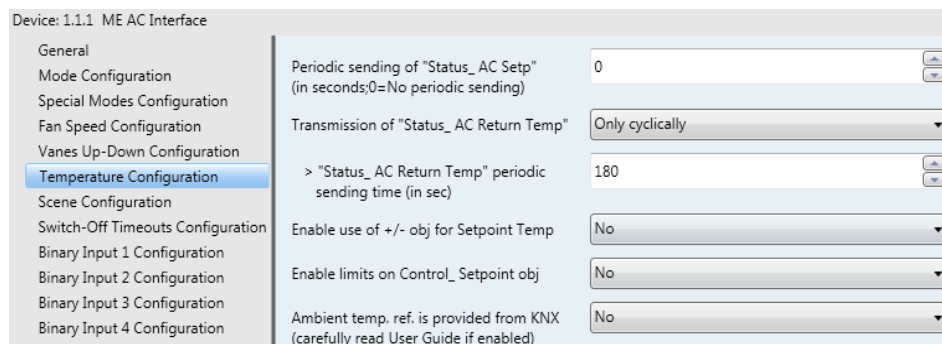 Device: 1.1.1 ME AC Interface
General
Mode Configuration
Special Modes Configuration
Fan Speed Configuration
Vanes Up-Down Configuration
Temperature Configuration
Scene Configuration
Switch-Off Timeouts Configuration
Binary Input 1 Configuration
Binary Input 2 Configuration
Binary Input 3 Configuration
Binary Input 4 Configuration
Periodic sending of "Status_ AC Setp"
(in seconds;0=No periodic sending)
0
Transmission of "Status_ AC Return Temp"
Only cyclically
> "Status_ AC Return Temp" periodic
sending time (in sec)
180
Enable use of +/- obj for Setpoint Temp
No
Enable limits on Control_ Setpoint obj
No
Ambient temp. ref. is provided from KNX
(carefully read User Guide if enabled)
No